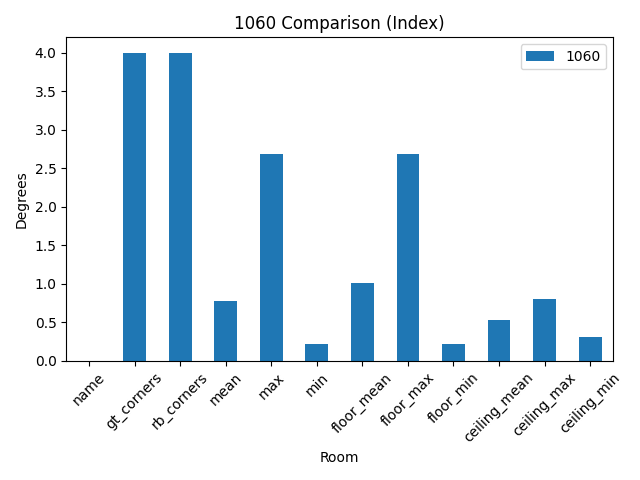 1060 Comparison (Index)
1060
Degrees
4.0
3.5
3.0
2.5
2.0
1.5
1.0
0.5
0.0
name
gt_corners
rb_corners
mean
max
min
floor_mean
floor_max
floor_min
ceiling_mean
ceiling_max
ceiling_min
Room